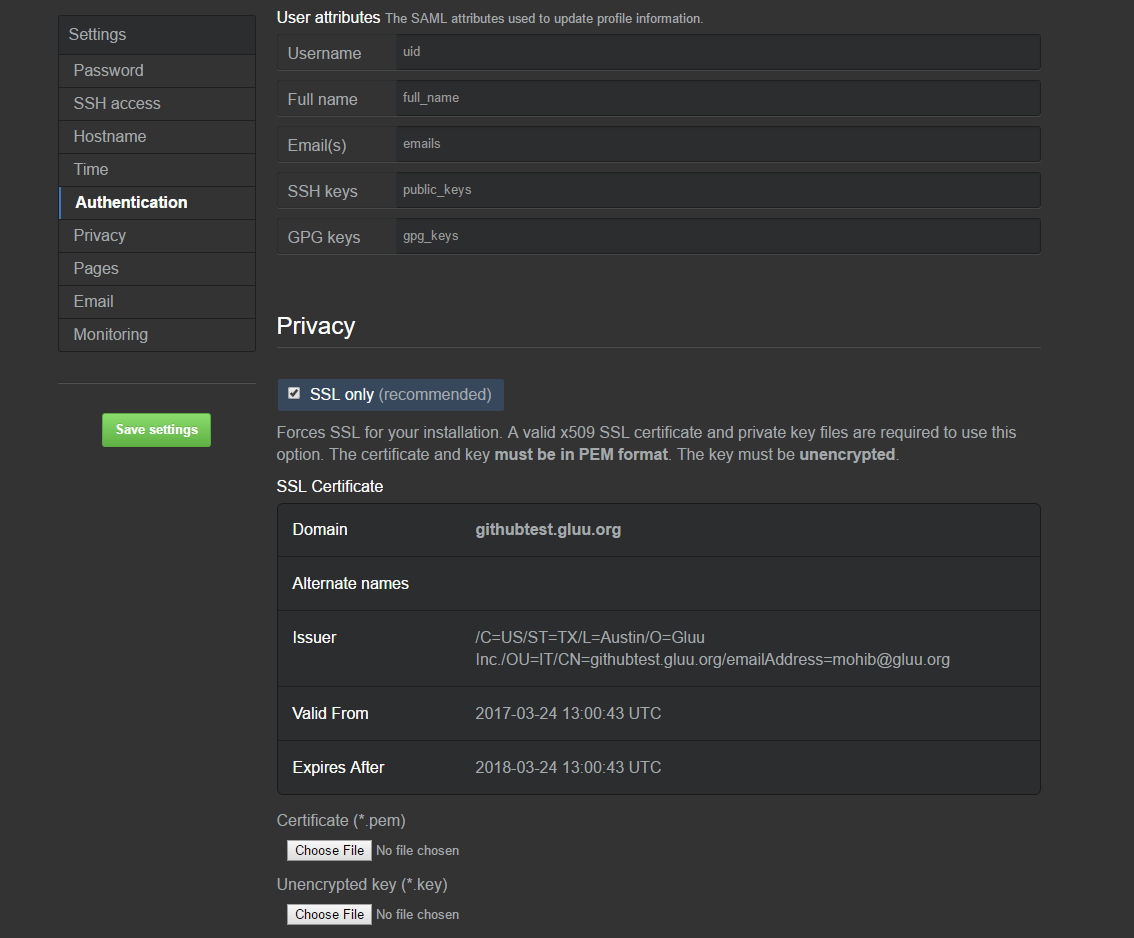 Settings
Password
SSH access
Hostname
Time
Authentication
Privacy
Pages
Email
Monitoring
Save settings
User attributes The SAML attributes used to update profile information.
Username uid
Full name full_name
Email(s) emails
SSH keys public_keys
GPG keys gpg_keys
Privacy
SSL only (recommended)
Forces SSL for your installation. A valid x509 SSL certificate and private key files are required to use this
option. The certificate and key must be in PEM format. The key must be unencrypted.
SSL Certificate
Domain githubtest.gluu.org
Alternate names
Issuer /C=US/ST=TX/L=Austin/O=Gluu
Inc./OU=IT/CN=githubtest.gluu.org/emailAddress=mohib@gluu.org
Valid From 2017-03-24 13:00:43 UTC
Expires After 2018-03-24 13:00:43 UTC
Certificate (*.pem)
Choose File No file chosen
Unencrypted key (*.key)
Choose File No file chosen